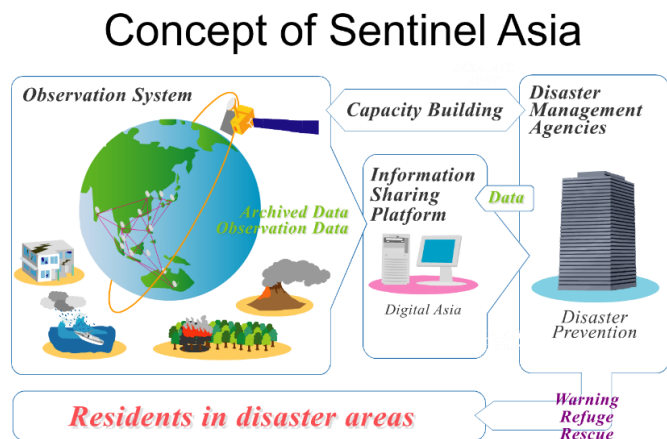 Concept of Sentinel Asia
Observation System
Capacity Building
Disaster
Management
Agencies
Information
Sharing
Platform
Data
Archived Data
Observation Data
Digital Asia
Disaster
Prevention
Residents in disaster areas
Warning
Refuge
Rescue